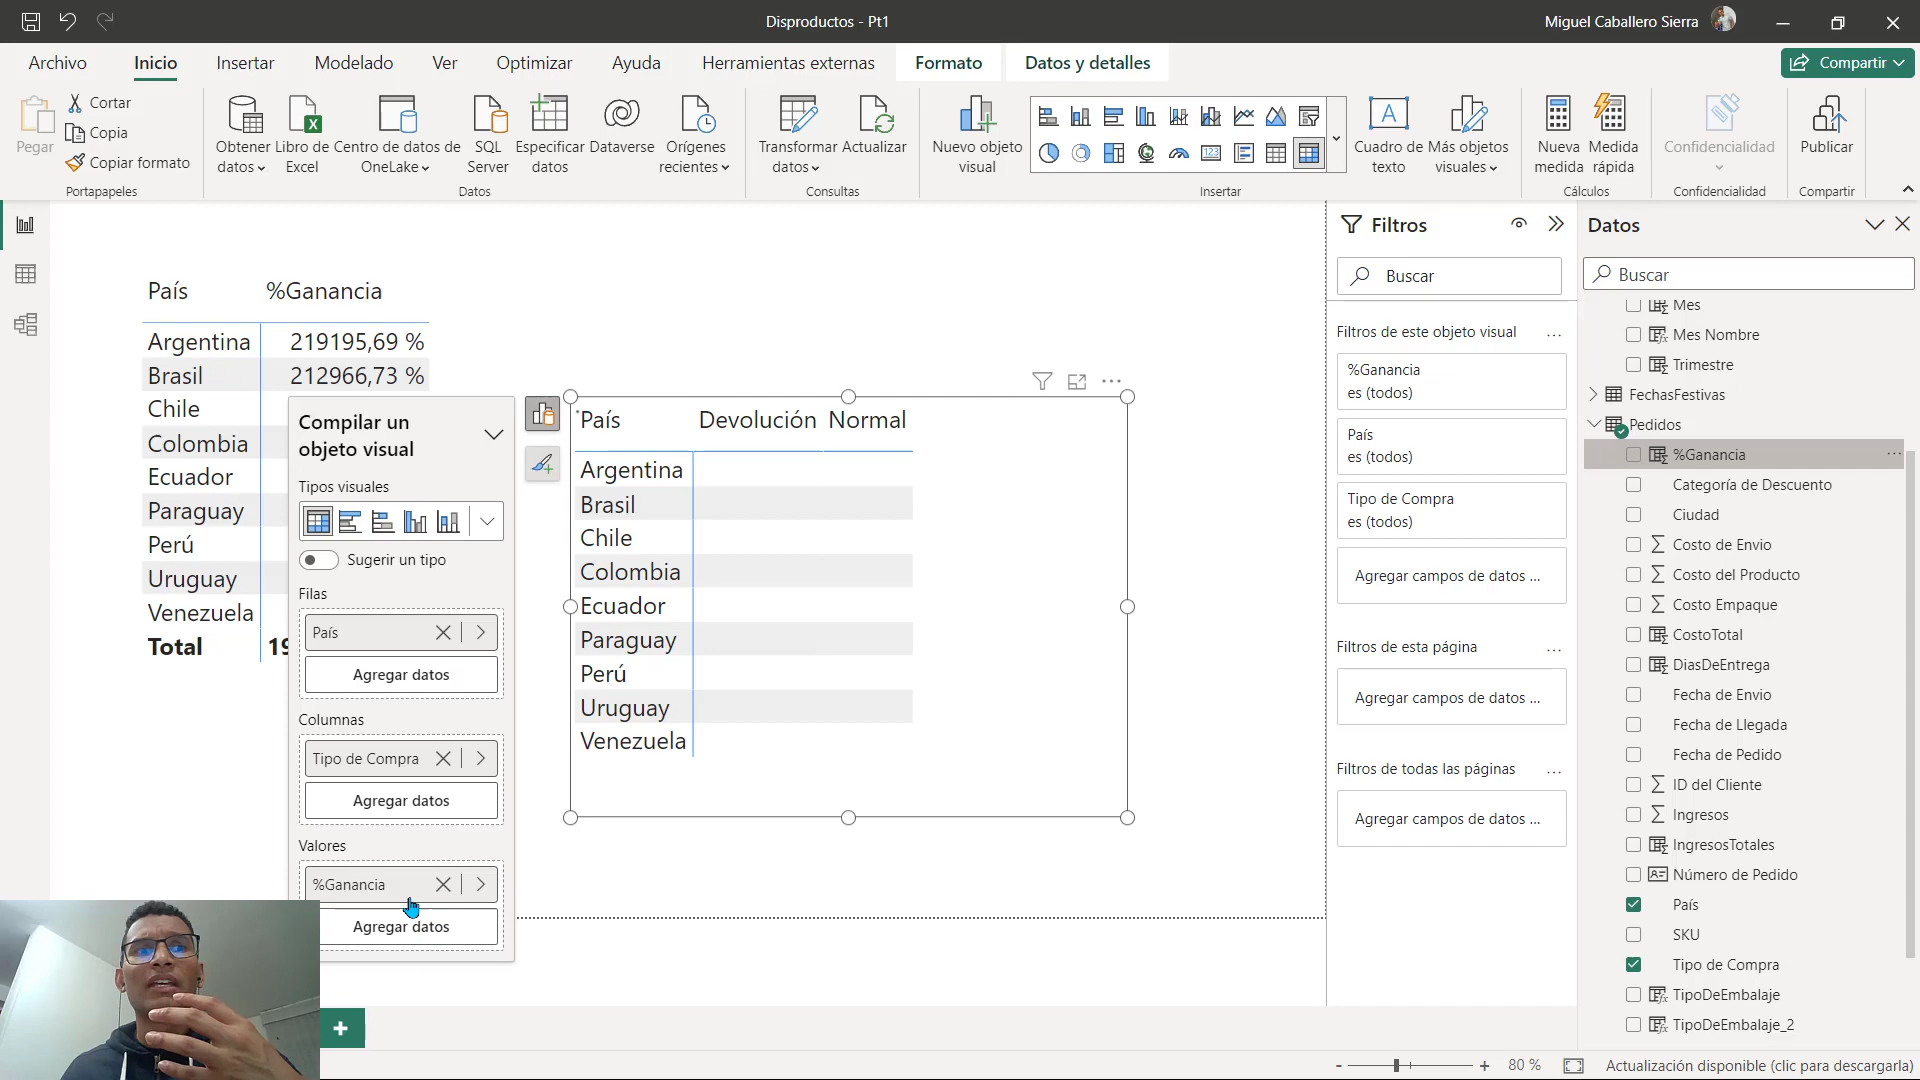 Disproductos - Pt1
Miguel Caballero Sierra
Archivo
Inicio
Insertar
Modelado
Ver
Optimizar
Ayuda
Herramientas externas
Formato
Datos y detalles
Compartir
Pegar
Cortar
Copia
Copiar formato
Portapapeles
Obtener datos
Libro de Excel
Centro de datos de OneLake
SQL Server
Especificar datos
Dataverse
Orígenes recientes
Datos
Transformar datos
Actualizar
Consultas
Nuevo objeto visual
Cuadro de texto
Más objetos visuales
Insertar
Nueva medida
Medida rápida
Cálculos
Confidencialidad
Confidencialidad
Publicar
Compartir
País %Ganancia
Argentina 219195,69 %
Brasil 212966,73 %
Chile
Colombia
Ecuador
Paraguay
Perú
Uruguay
Venezuela
Total 19
Compilar un
objeto visual
Tipos visuales
Sugerir un tipo
Filas
País
Agregar datos
Columnas
Tipo de Compra
Agregar datos
Valores
%Ganancia
Agregar datos
País Devolución Normal
Argentina
Brasil
Chile
Colombia
Ecuador
Paraguay
Perú
Uruguay
Venezuela
Filtros
Buscar
Filtros de este objeto visual
%Ganancia
es (todos)
País
es (todos)
Tipo de Compra
es (todos)
Agregar campos de datos ...
Filtros de esta página
Agregar campos de datos ...
Filtros de todas las páginas
Agregar campos de datos ...
Datos
Buscar
Mes
Mes Nombre
Trimestre
FechasFestivas
Pedidos
%Ganancia
Categoría de Descuento
Ciudad
Costo de Envio
Costo del Producto
Costo Empaque
CostoTotal
DiasDeEntrega
Fecha de Envio
Fecha de Llegada
Fecha de Pedido
ID del Cliente
Ingresos
IngresosTotales
Número de Pedido
País
SKU
Tipo de Compra
TipoDeEmbalaje
TipoDeEmbalaje_2
- + 80 %
Actualización disponible (clic para descargarla)